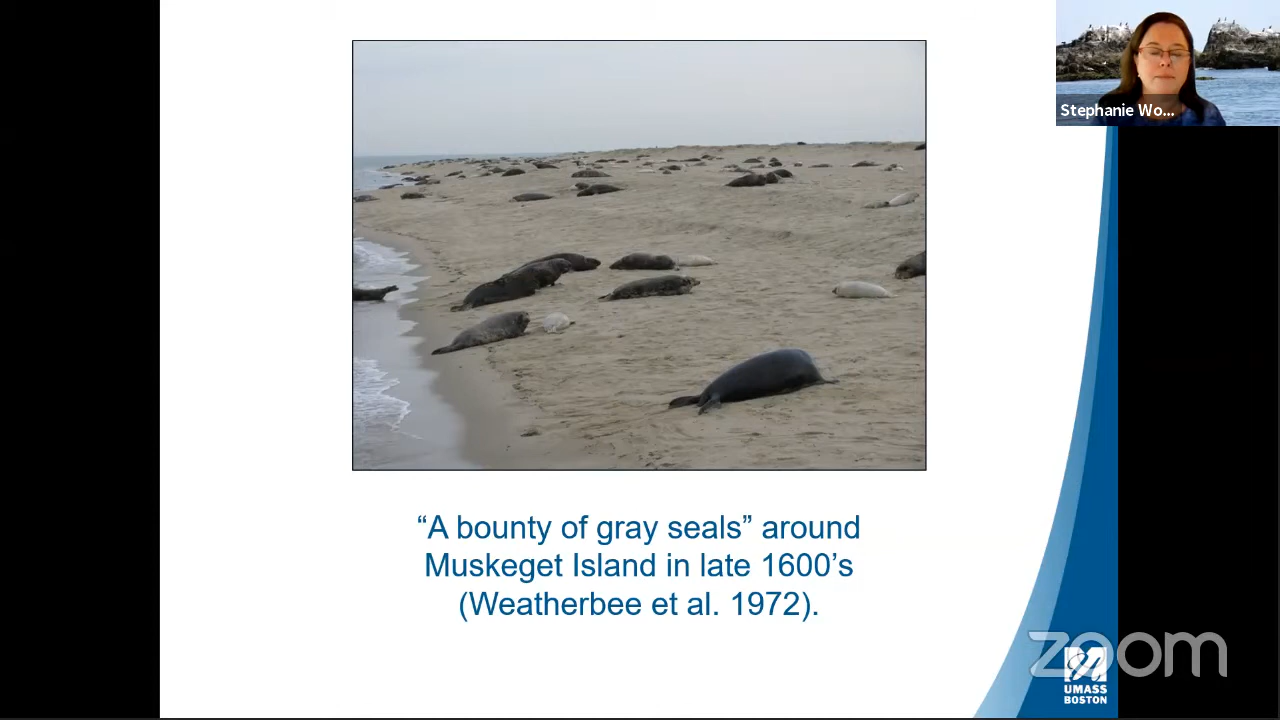 Stephanie Wo...
“A bounty of gray seals” around
Muskeget Island in late 1600’s
(Weatherbee et al. 1972).
zoom
UMASS
BOSTON